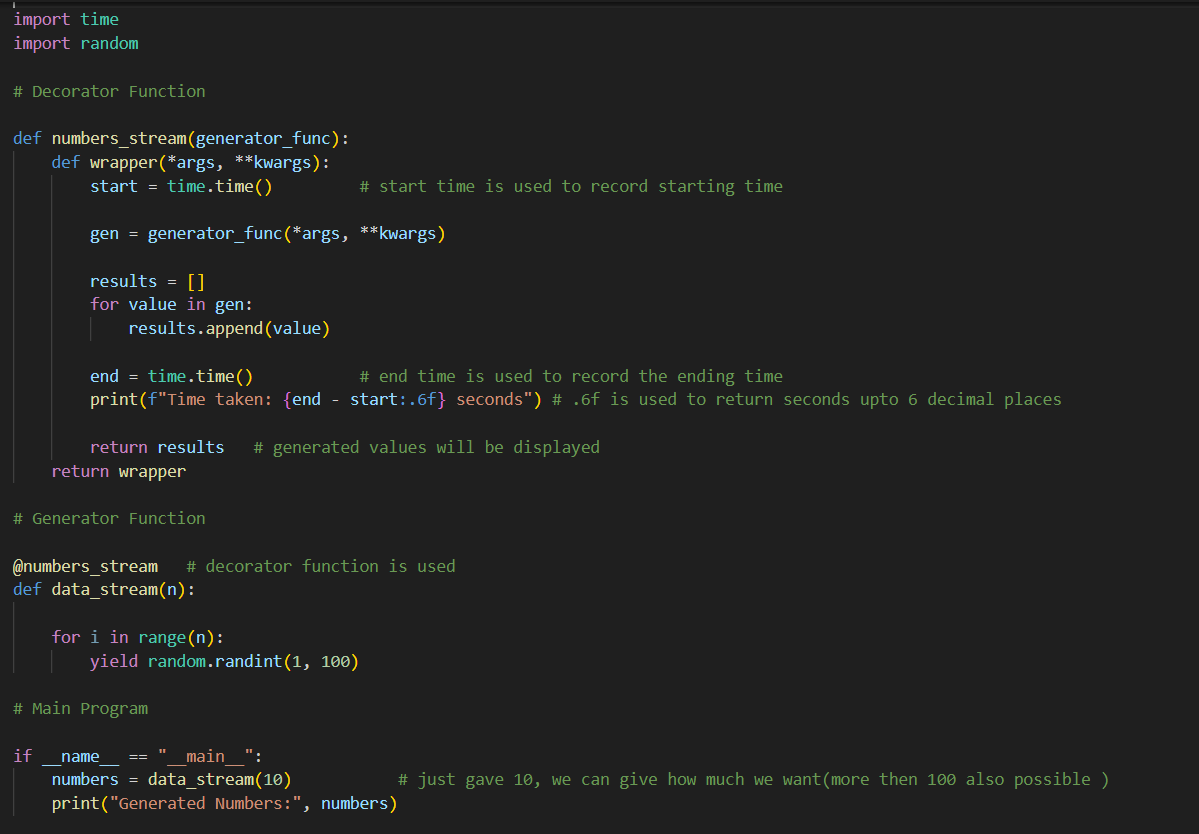 import time
import random
# Decorator Function
def numbers_stream(generator_func):
    def wrapper(*args, **kwargs):
        start = time.time()         # start time is used to record starting time
        gen = generator_func(*args, **kwargs)
        results = []
        for value in gen:
            results.append(value)
        end = time.time()           # end time is used to record the ending time
        print(f"Time taken: {end - start:.6f} seconds") # .6f is used to return seconds upto 6 decimal places
        return results   # generated values will be displayed
    return wrapper
# Generator Function
@numbers_stream   # decorator function is used
def data_stream(n):
    for i in range(n):
        yield random.randint(1, 100)
# Main Program
if __name__ == "__main__":
    numbers = data_stream(10)           # just gave 10, we can give how much we want(more then 100 also possible )
    print("Generated Numbers:", numbers)